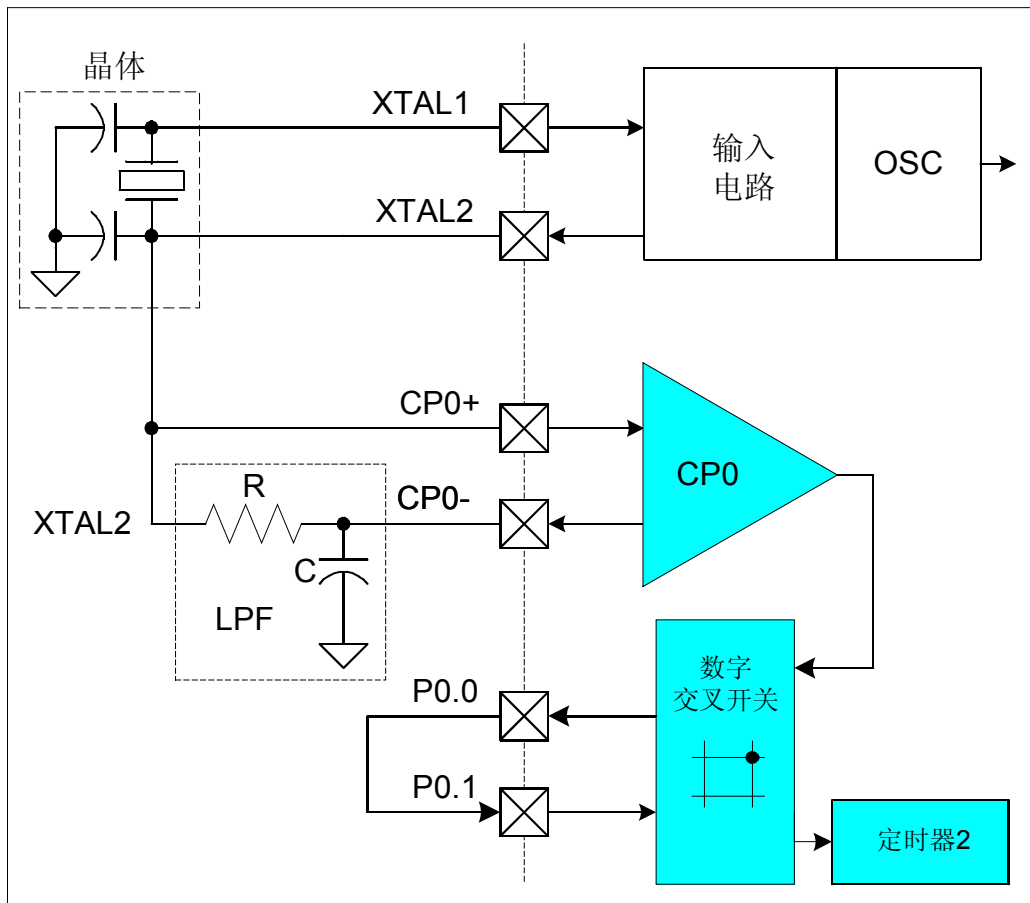 晶体
XTAL1
输入
电路
OSC
XTAL2
CP0+
CP0
R
CP0-
XTAL2
C
LPF
数字
交叉开关
P0.0
P0.1
定时器2